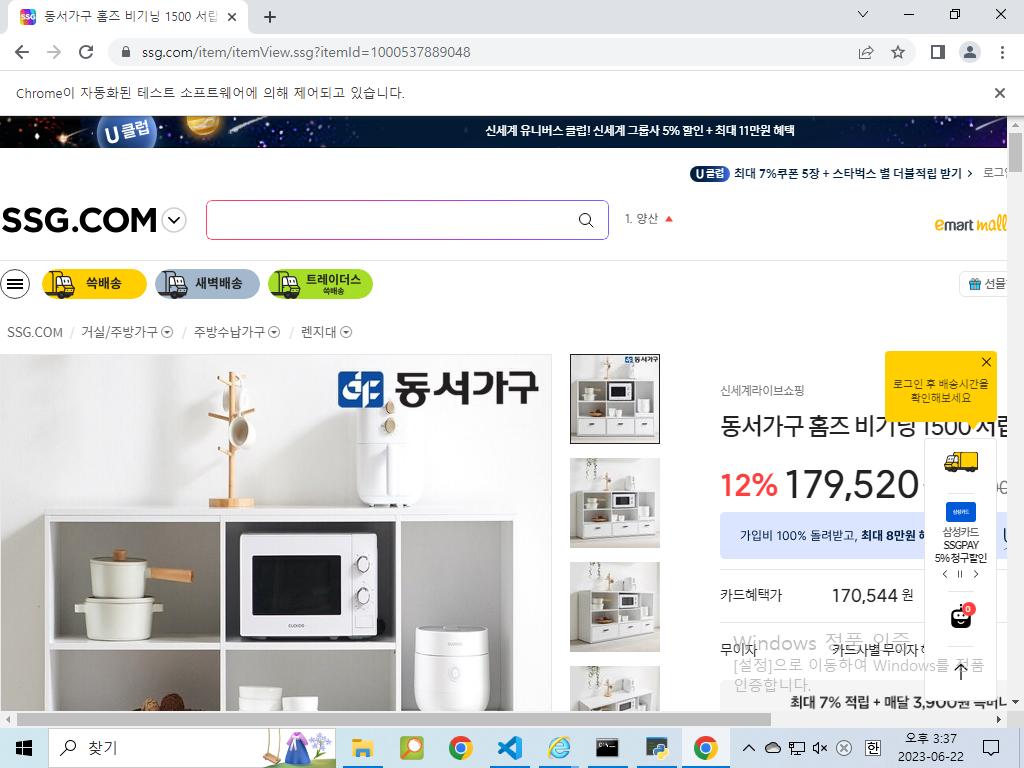 동서가구 홈즈 비기닝 1500 서랍
ssg.com/item/itemView.ssg?itemId=1000537889048
Chrome이 자동화된 테스트 소프트웨어에 의해 제어되고 있습니다.
U클럽 신세계 유니버스 클럽! 신세계 그룹사 5% 할인 + 최대 11만원 혜택
U클럽 최대 7%쿠폰 5장 + 스타벅스 별 더블적립 받기 > 로그인
SSG.COM 1. 양산 emart mall
쓱배송 새벽배송 트레이더스 쓱배송 선물
SSG.COM / 거실/주방가구 / 주방수납가구 / 렌지대
동서가구
로그인 후 배송시간을
확인해보세요
신세계라이브쇼핑
동서가구 홈즈 비기닝 1500 서랍
12% 179,520
가입비 100% 돌려받고, 최대 8만원
삼성카드
삼성카드
SSGPAY
5% 청구할인
카드혜택가 170,544 원
0
무이자 카드사별 무이자
Windows 정품 인증
[설정]으로 이동하여 Windows를 정품
인증합니다.
최대 7% 적립 + 매달 3,900원
CUCKOO
찾기
오후 3:37
한
2023-06-22